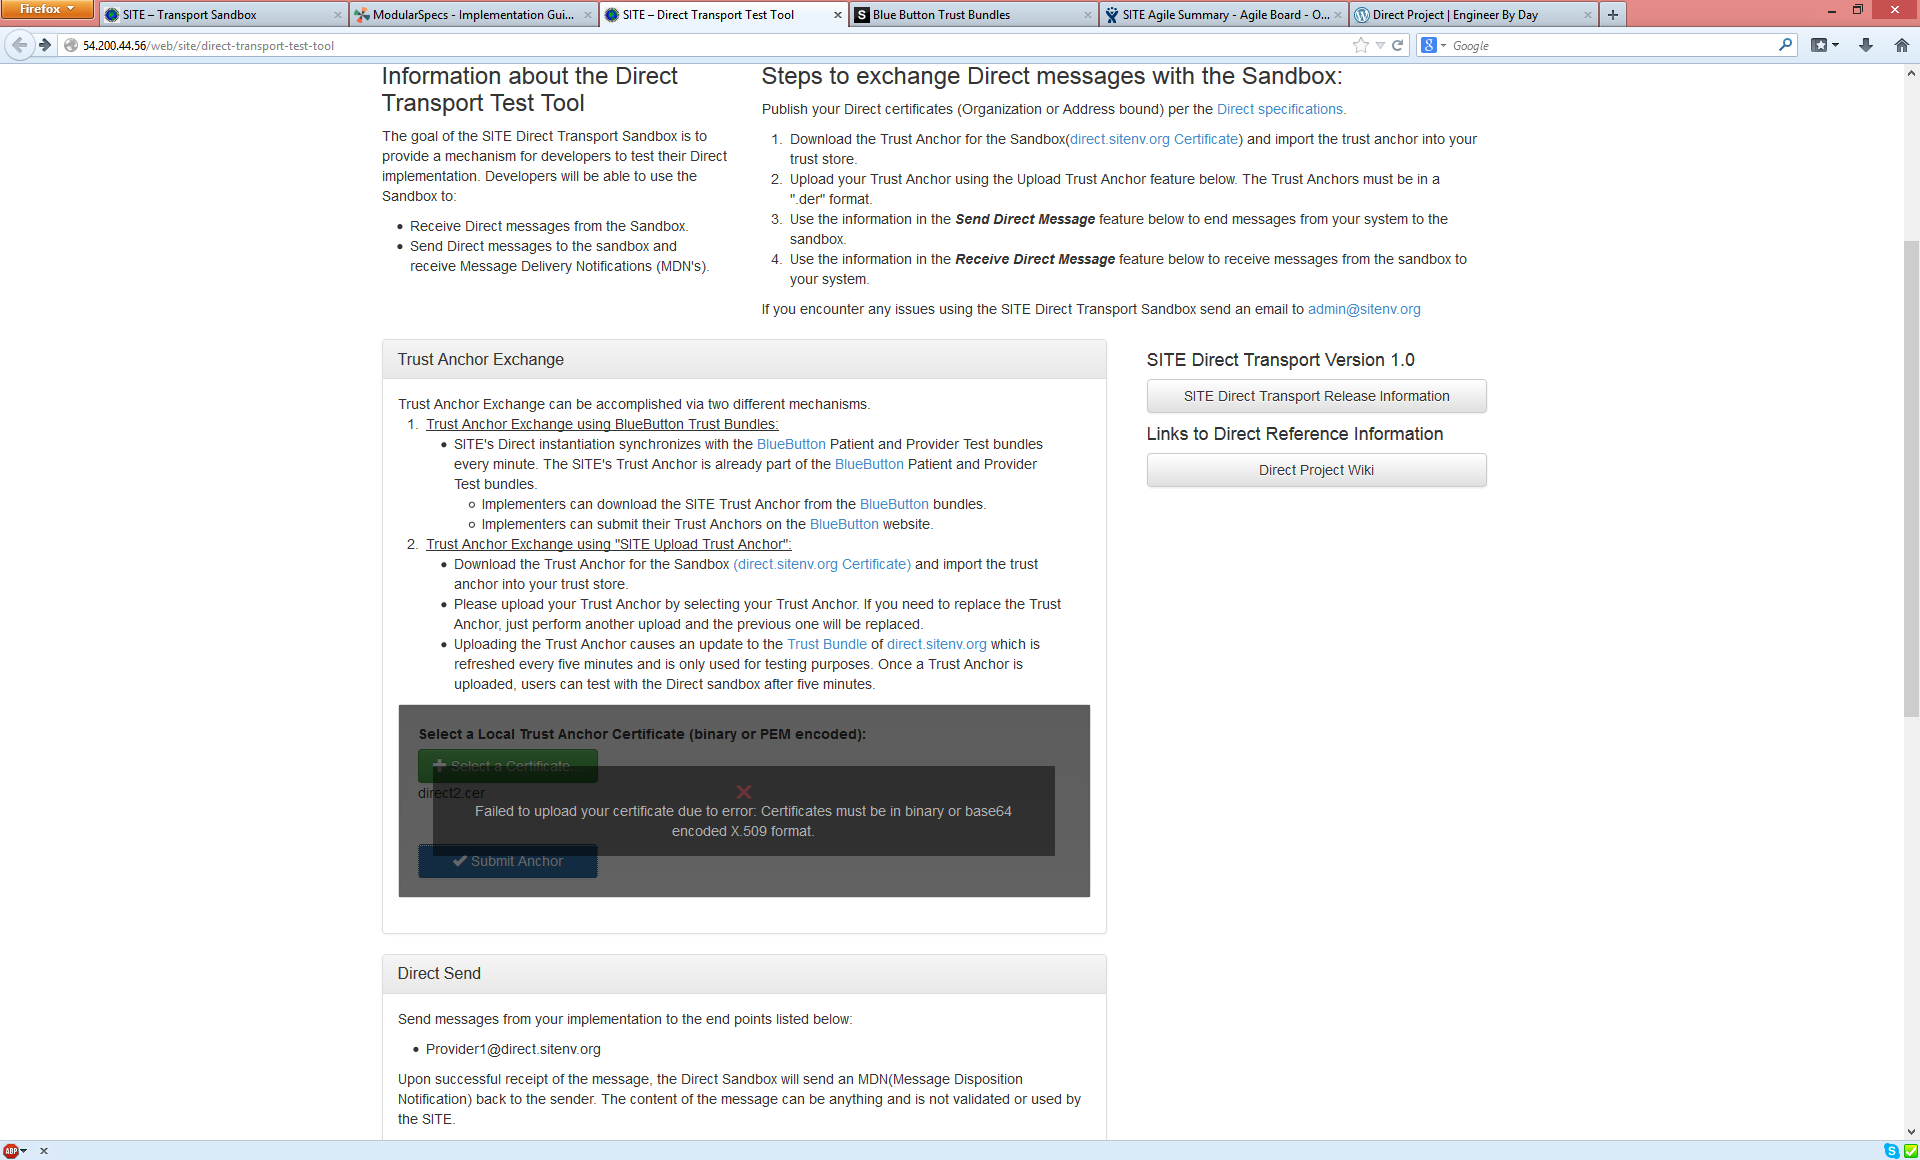 Firefox
SITE – Transport Sandbox
ModularSpecs - Implementation Gui...
SITE – Direct Transport Test Tool
Blue Button Trust Bundles
SITE Agile Summary - Agile Board - O...
Direct Project | Engineer By Day
54.200.44.56/web/site/direct-transport-test-tool
Google
Information about the Direct
Transport Test Tool
The goal of the SITE Direct Transport Sandbox is to
provide a mechanism for developers to test their Direct
implementation. Developers will be able to use the
Sandbox to:
Receive Direct messages from the Sandbox.
Send Direct messages to the sandbox and
receive Message Delivery Notifications (MDN's).
Steps to exchange Direct messages with the Sandbox:
Publish your Direct certificates (Organization or Address bound) per the Direct specifications.
1. Download the Trust Anchor for the Sandbox(direct.sitenv.org Certificate) and import the trust anchor into your
trust store.
2. Upload your Trust Anchor using the Upload Trust Anchor feature below. The Trust Anchors must be in a
".der" format.
3. Use the information in the Send Direct Message feature below to end messages from your system to the
sandbox.
4. Use the information in the Receive Direct Message feature below to receive messages from the sandbox to
your system.
If you encounter any issues using the SITE Direct Transport Sandbox send an email to admin@sitenv.org
Trust Anchor Exchange
Trust Anchor Exchange can be accomplished via two different mechanisms.
1. Trust Anchor Exchange using BlueButton Trust Bundles:
SITE's Direct instantiation synchronizes with the BlueButton Patient and Provider Test bundles
every minute. The SITE's Trust Anchor is already part of the BlueButton Patient and Provider
Test bundles.
Implementers can download the SITE Trust Anchor from the BlueButton bundles.
Implementers can submit their Trust Anchors on the BlueButton website.
2. Trust Anchor Exchange using "SITE Upload Trust Anchor":
Download the Trust Anchor for the Sandbox (direct.sitenv.org Certificate) and import the trust
anchor into your trust store.
Please upload your Trust Anchor by selecting your Trust Anchor. If you need to replace the Trust
Anchor, just perform another upload and the previous one will be replaced.
Uploading the Trust Anchor causes an update to the Trust Bundle of direct.sitenv.org which is
refreshed every five minutes and is only used for testing purposes. Once a Trust Anchor is
uploaded, users can test with the Direct sandbox after five minutes.
Select a Local Trust Anchor Certificate (binary or PEM encoded):
Select a Certificate...
direct2.cer
Failed to upload your certificate due to error: Certificates must be in binary or base64
encoded X.509 format.
Submit Anchor
SITE Direct Transport Version 1.0
SITE Direct Transport Release Information
Links to Direct Reference Information
Direct Project Wiki
Direct Send
Send messages from your implementation to the end points listed below:
Provider1@direct.sitenv.org
Upon successful receipt of the message, the Direct Sandbox will send an MDN(Message Disposition
Notification) back to the sender. The content of the message can be anything and is not validated or used by
the SITE.
ABP